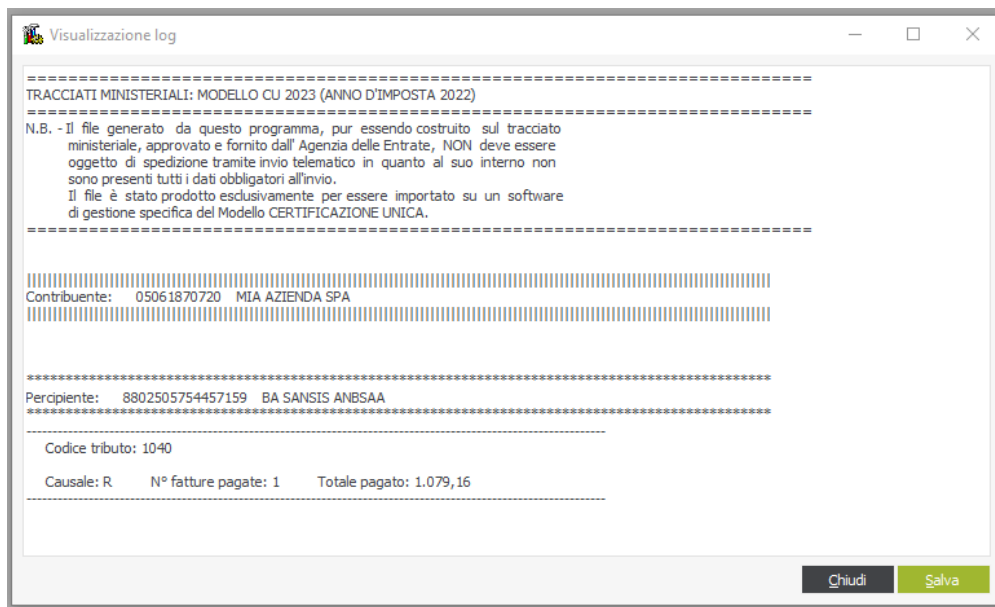 Visualizzazione log
==========================================================================
TRACCIATI MINISTERIALI: MODELLO CU 2023 (ANNO D'IMPOSTA 2022)
==========================================================================
N.B. - Il file generato da questo programma, pur essendo costruito sul tracciato
ministeriale, approvato e fornito dall' Agenzia delle Entrate, NON deve essere
oggetto di spedizione tramite invio telematico in quanto al suo interno non
sono presenti tutti i dati obbligatori all'invio.
Il file è stato prodotto esclusivamente per essere importato su un software
di gestione specifica del Modello CERTIFICAZIONE UNICA.
==========================================================================
Contribuente: 05061870720 MIA AZIENDA SPA
Percipiente: 8802505754457159 BA SANSIS ANBSAA
Codice tributo: 1040
Causale: R N° fatture pagate: 1 Totale pagato: 1.079,16
Chiudi Salva